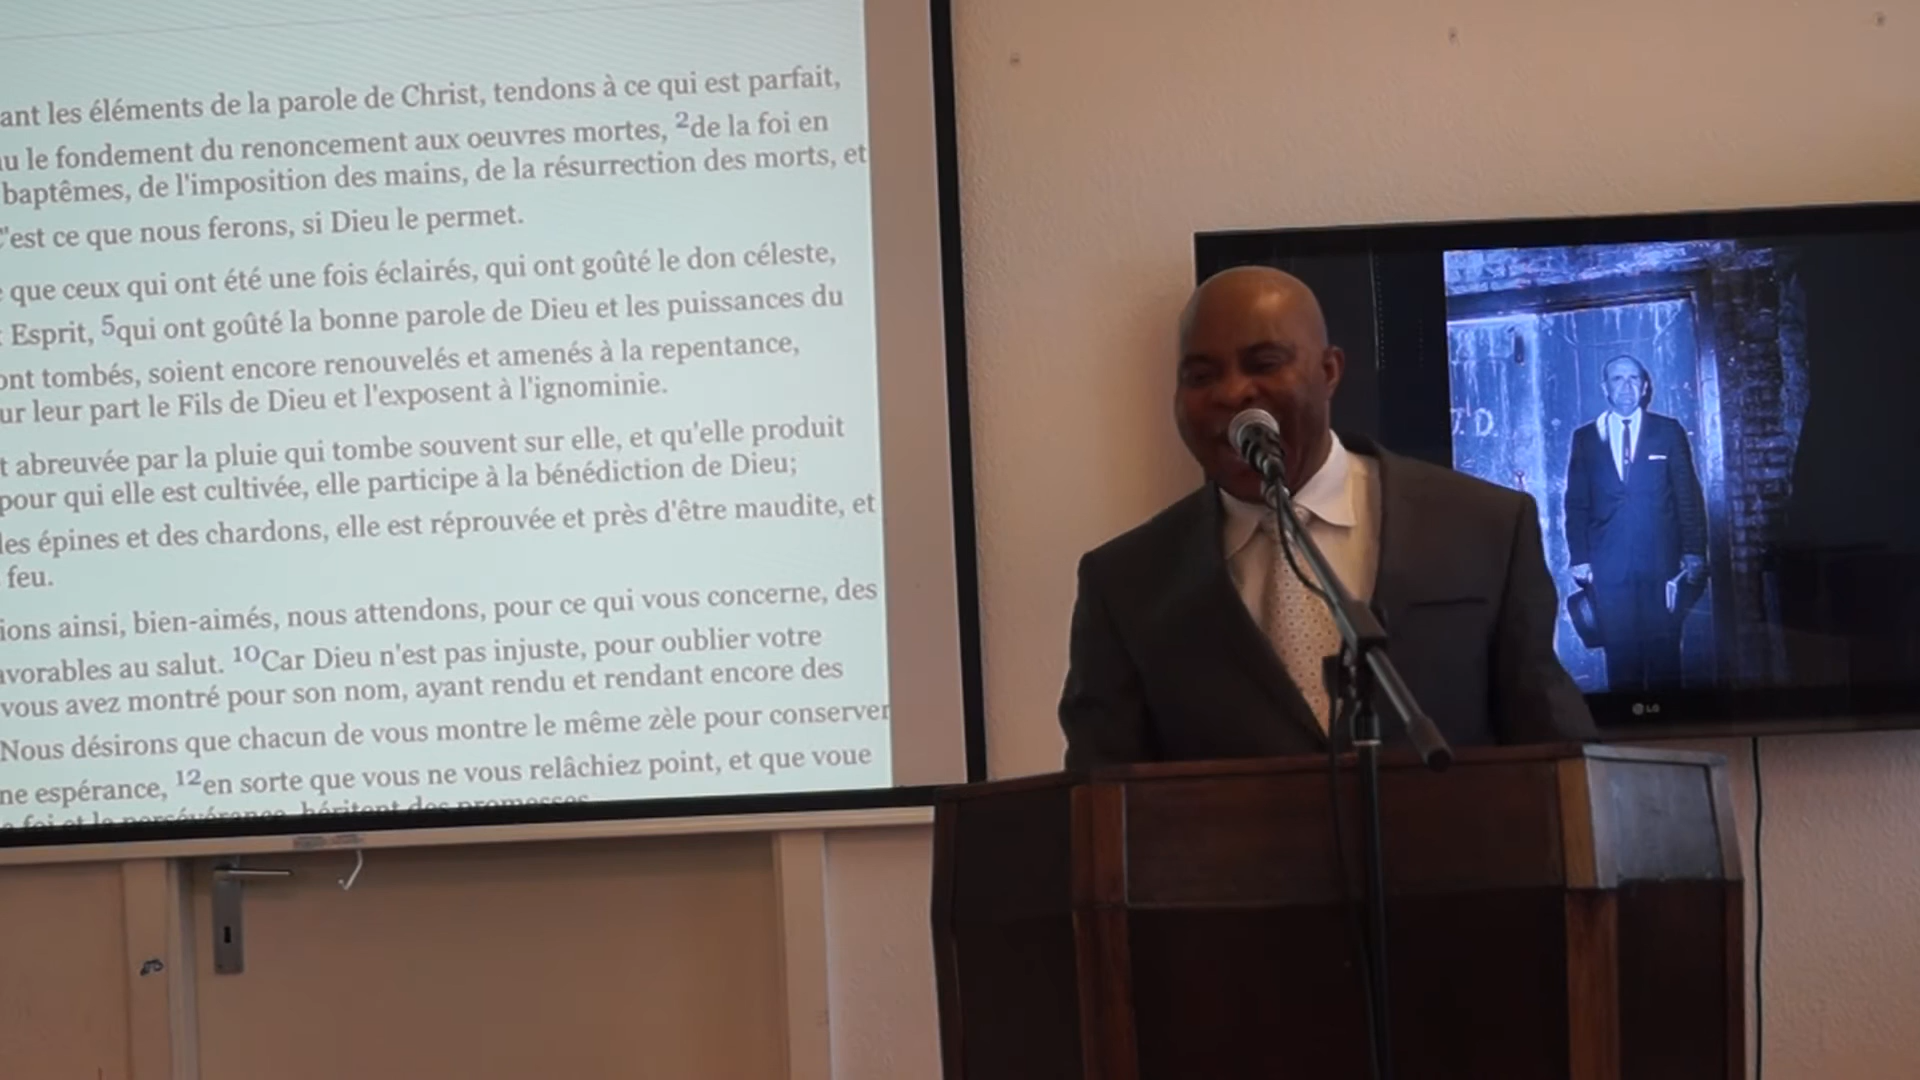 ant les éléments de la parole de Christ, tendons à ce qui est parfait,
u le fondement du renoncement aux oeuvres mortes, 2de la foi en
baptêmes, de l'imposition des mains, de la résurrection des morts, et
'est ce que nous ferons, si Dieu le permet.
que ceux qui ont été une fois éclairés, qui ont goûté le don céleste,
Esprit, 5qui ont goûté la bonne parole de Dieu et les puissances du
ont tombés, soient encore renouvelés et amenés à la repentance,
ur leur part le Fils de Dieu et l'exposent à l'ignominie.
t abreuvée par la pluie qui tombe souvent sur elle, et qu'elle produit
pour qui elle est cultivée, elle participe à la bénédiction de Dieu;
les épines et des chardons, elle est réprouvée et près d'être maudite, et
feu.
ions ainsi, bien-aimés, nous attendons, pour ce qui vous concerne, des
avorables au salut. 10Car Dieu n'est pas injuste, pour oublier votre
vous avez montré pour son nom, ayant rendu et rendant encore des
Nous désirons que chacun de vous montre le même zèle pour conserver
ne espérance, 12en sorte que vous ne vous relâchiez point, et que voue
foi et la persévérance, héritent des promesses
J.D.
LG